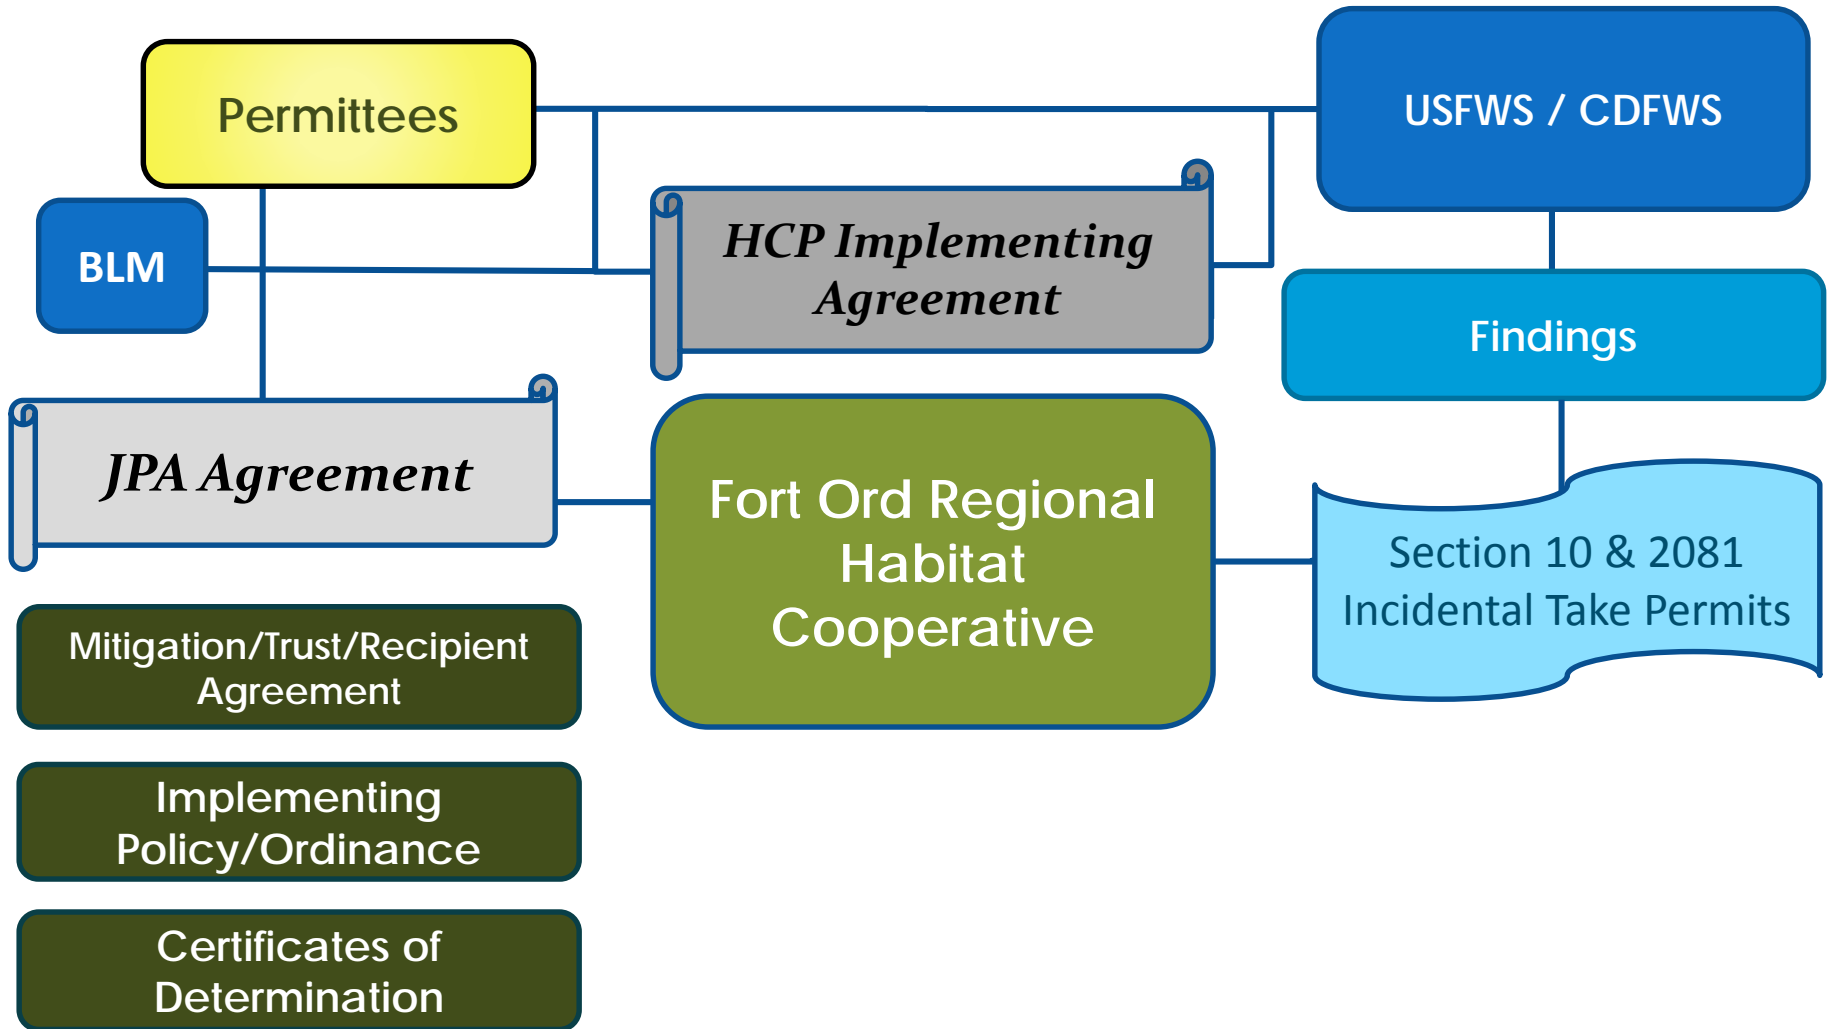 Permittees
USFWS / CDFWS
BLM
HCP Implementing
Agreement
Findings
JPA Agreement
Fort Ord Regional
Habitat
Cooperative
Section 10 & 2081
Incidental Take Permits
Mitigation/Trust/Recipient
Agreement
Implementing
Policy/Ordinance
Certificates of
Determination